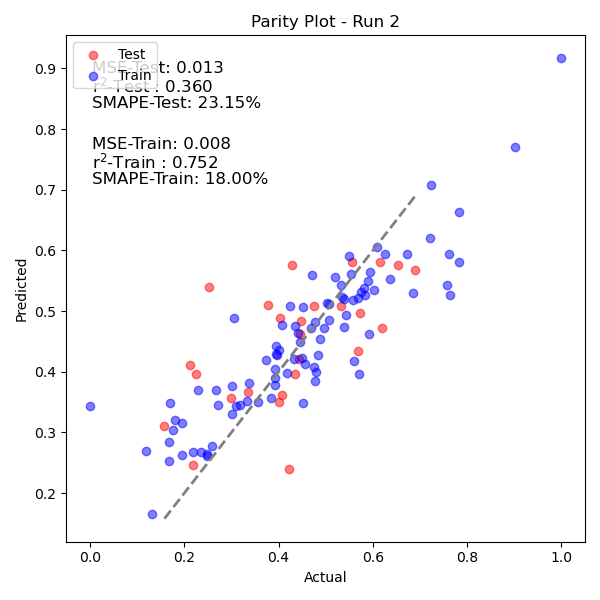 Parity Plot - Run 2
Test
Train
MSE-Test: 0.013
r²-Test : 0.360
SMAPE-Test: 23.15%
MSE-Train: 0.008
r²-Train : 0.752
SMAPE-Train: 18.00%
0.9
0.8
0.7
0.6
0.5
0.4
0.3
0.2
Predicted
0.0 0.2 0.4 0.6 0.8 1.0
Actual